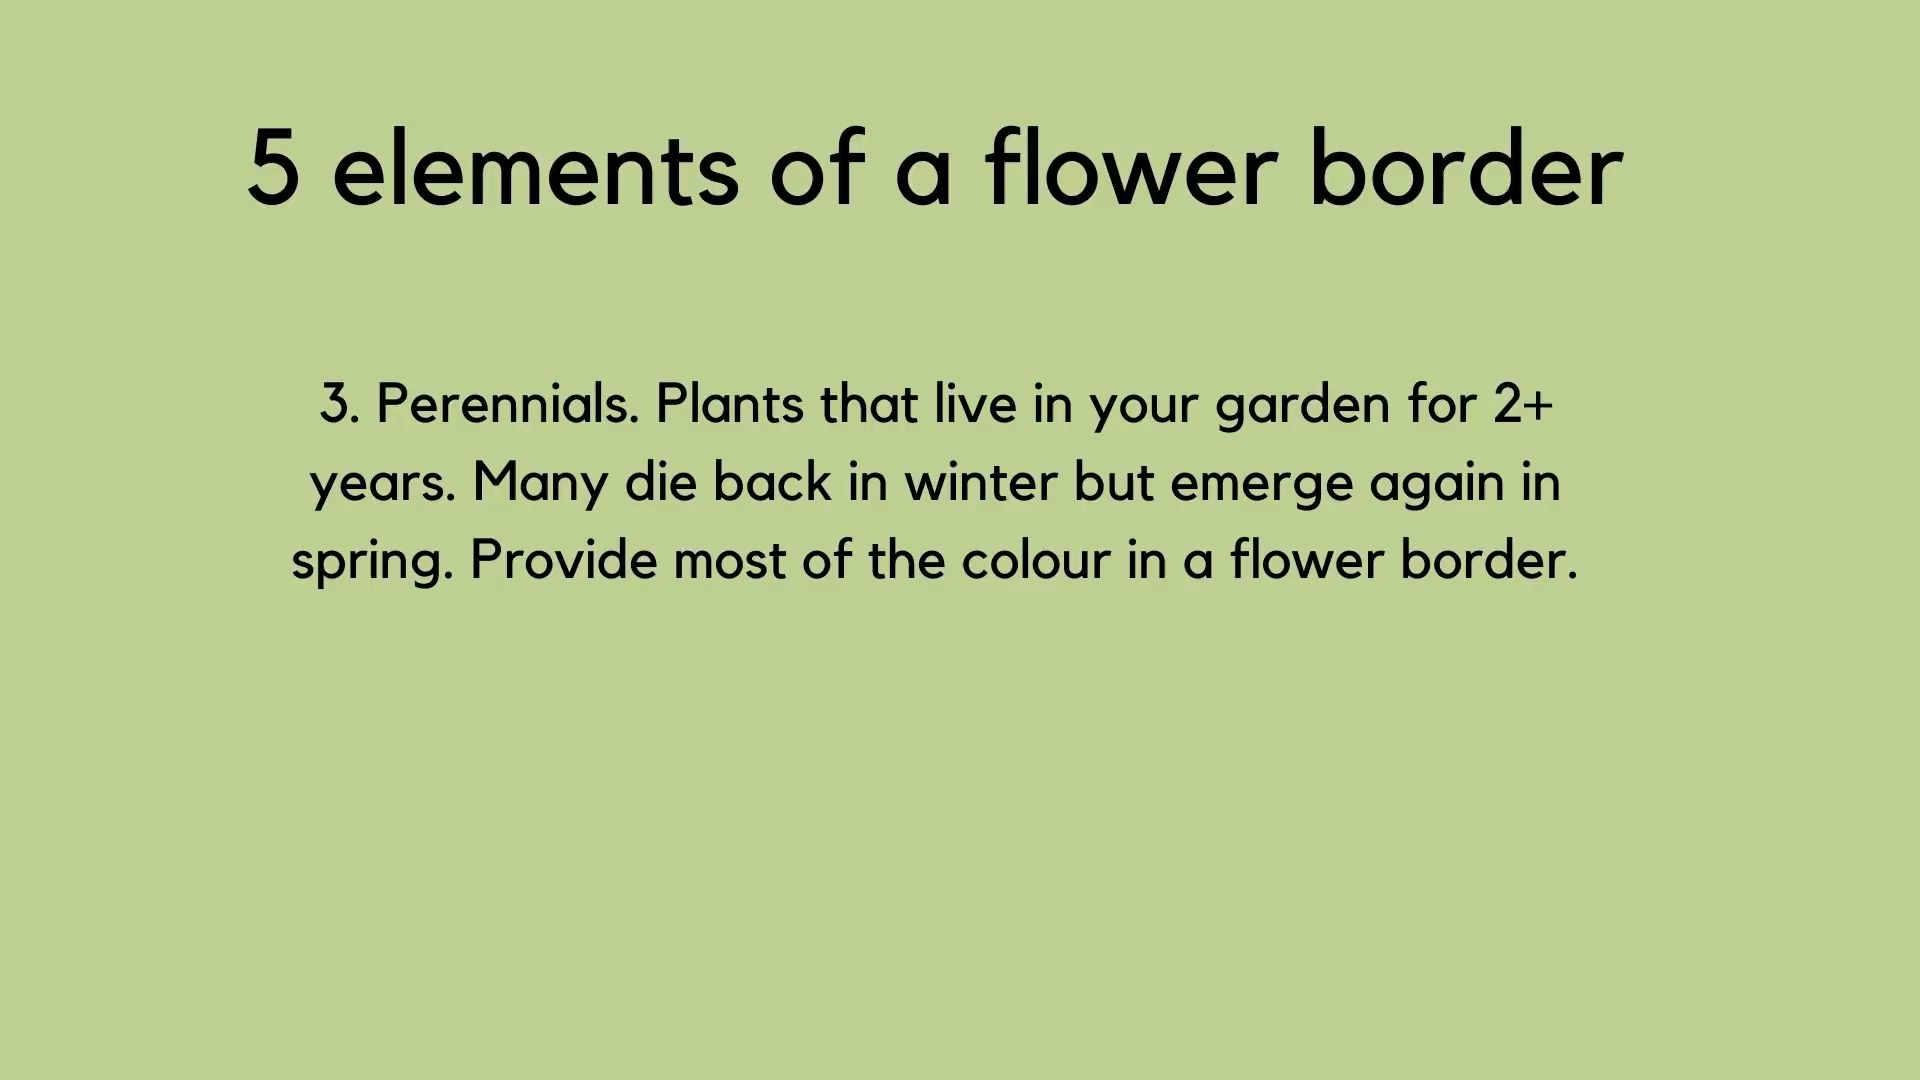 5 elements of a flower border
3. Perennials. Plants that live in your garden for 2+
years. Many die back in winter but emerge again in
spring. Provide most of the colour in a flower border.